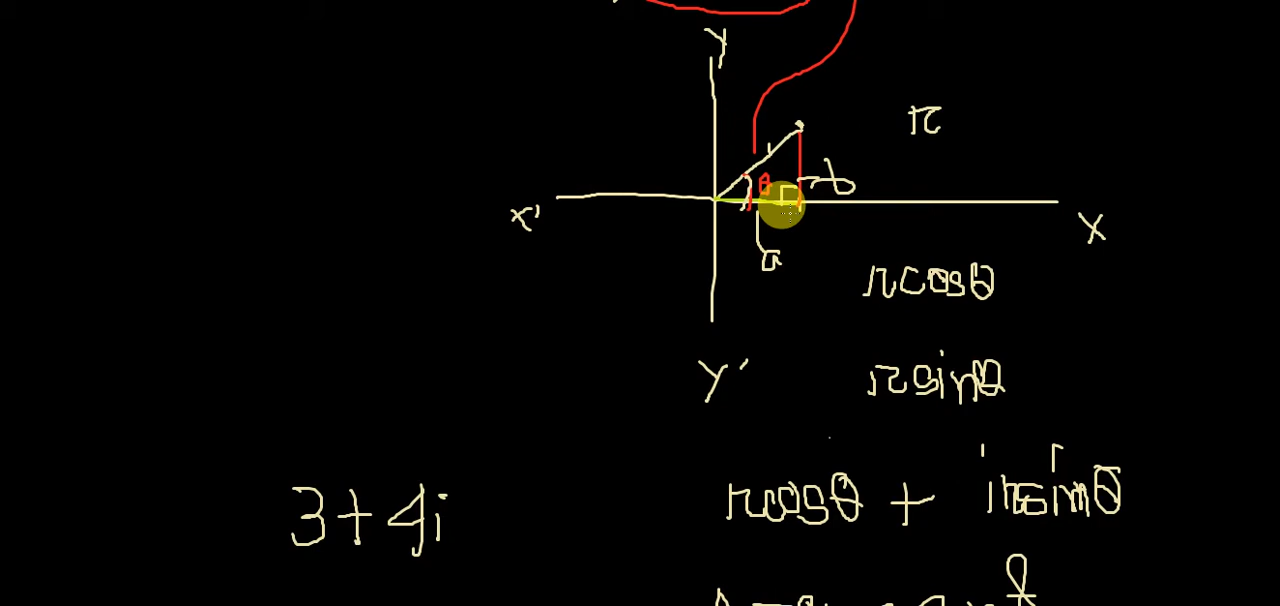 Y
r
θ
b
X'
X
a
rcosθ
rsinθ
Y'
3+4i
rcosθ + irsinθ